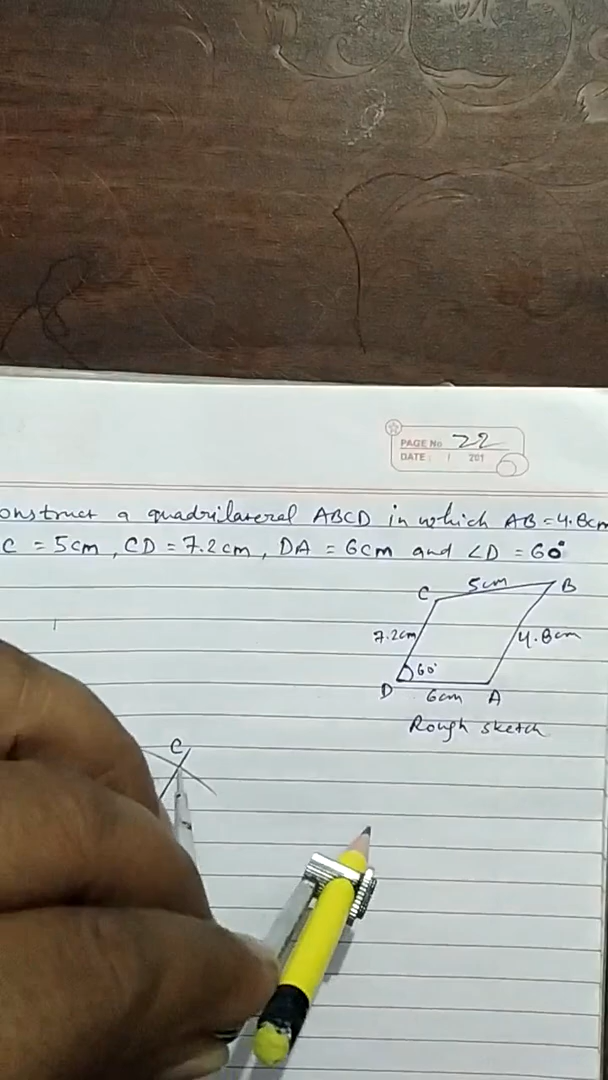 PAGE No 22
DATE : / 201
onstruct a quadrilateral ABCD in which AB = 4.8cm
C = 5cm, CD = 7.2cm, DA = 6cm and ∠D = 60°
C 5cm B
7.2cm 4.8cm
60°
D 6cm A
Rough sketch
C